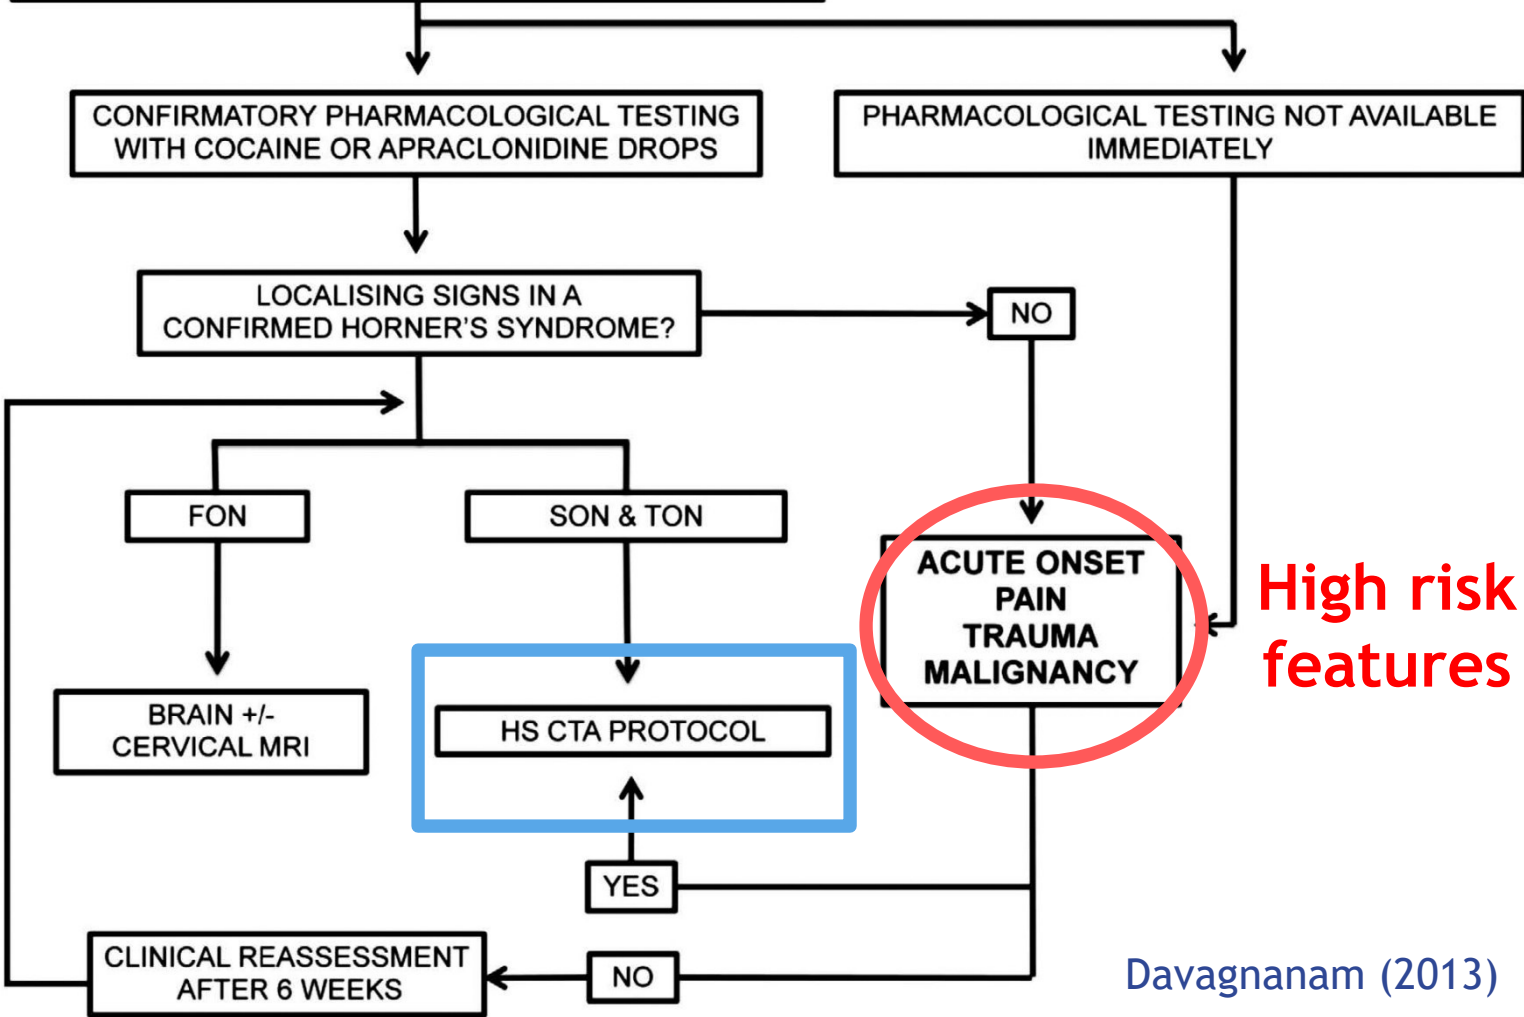 CONFIRMATORY PHARMACOLOGICAL TESTING
WITH COCAINE OR APRACLONIDINE DROPS
PHARMACOLOGICAL TESTING NOT AVAILABLE
IMMEDIATELY
LOCALISING SIGNS IN A
CONFIRMED HORNER'S SYNDROME?
NO
FON
SON & TON
ACUTE ONSET
PAIN
TRAUMA
MALIGNANCY
High risk
features
BRAIN +/-
CERVICAL MRI
HS CTA PROTOCOL
YES
CLINICAL REASSESSMENT
AFTER 6 WEEKS
NO
Davagnanam (2013)